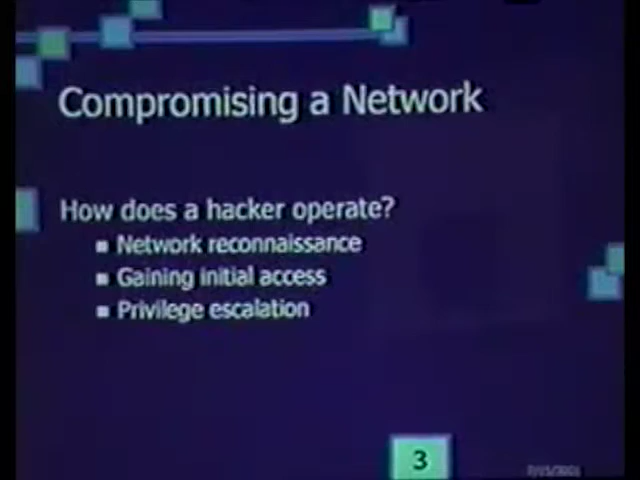 Compromising a Network
How does a hacker operate?
Network reconnaissance
Gaining initial access
Privilege escalation
3